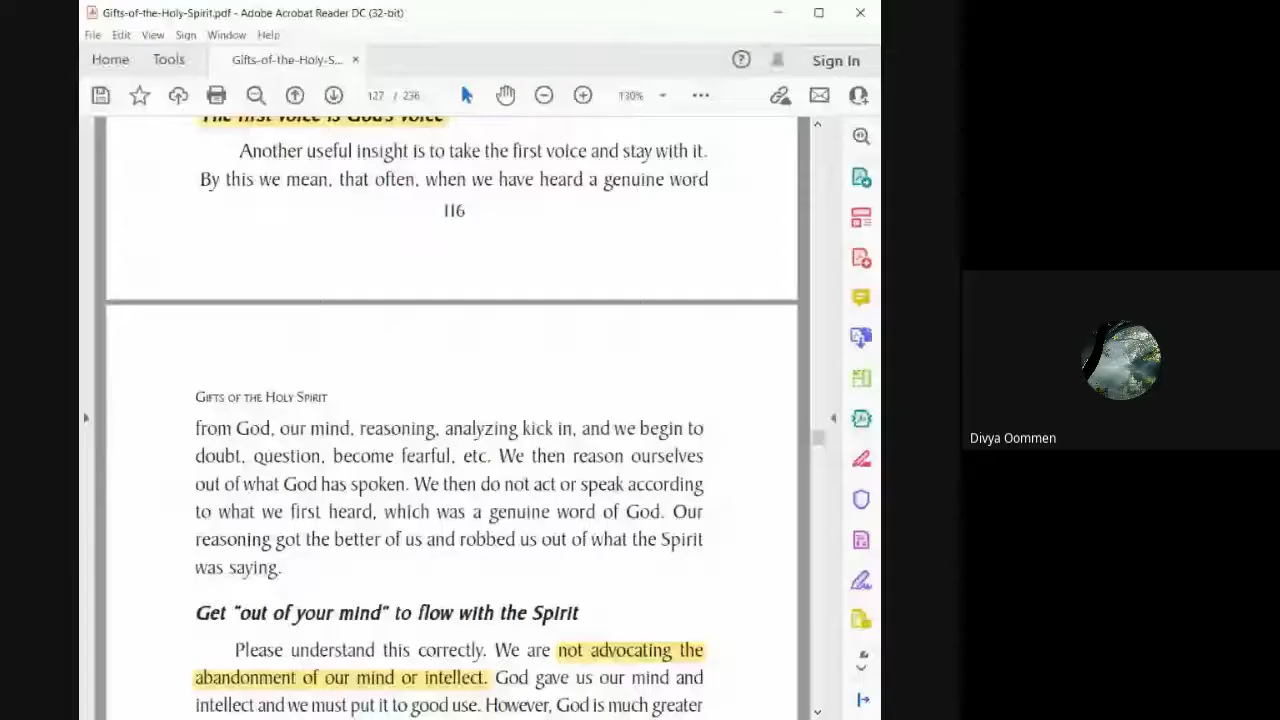 Gifts-of-the-Holy-Spirit.pdf - Adobe Acrobat Reader DC (32-bit)
File Edit View Sign Window Help
Home Tools Gifts-of-the-Holy-S... × Sign In
127 / 236 130%
The first voice is God's voice
Another useful insight is to take the first voice and stay with it.
By this we mean, that often, when we have heard a genuine word
116
GIFTS OF THE HOLY SPIRIT
from God, our mind, reasoning, analyzing kick in, and we begin to
doubt, question, become fearful, etc. We then reason ourselves
out of what God has spoken. We then do not act or speak according
to what we first heard, which was a genuine word of God. Our
reasoning got the better of us and robbed us out of what the Spirit
was saying.
Get "out of your mind" to flow with the Spirit
Please understand this correctly. We are not advocating the
abandonment of our mind or intellect. God gave us our mind and
intellect and we must put it to good use. However, God is much greater
Divya Oommen